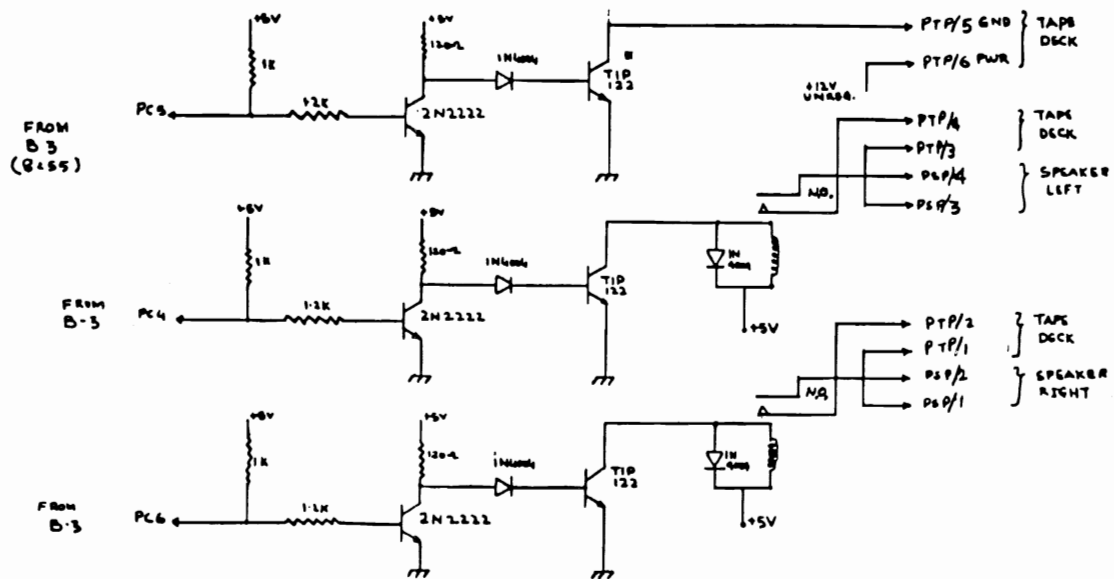 +5V
+5V
PTP/5 GND
TAPE DECK
1K
120Ω
1N4004
TIP 122
PTP/6 PWR
+12V UNREG.
PC5
1.2K
2N2222
FROM B3 (8255)
PTP/4
TAPE DECK
PTP/3
N.O.
PSP/4
SPEAKER LEFT
PSP/3
+5V
+5V
1K
120Ω
1N4004
TIP 122
1N 4004
FROM B-3
PC4
1.2K
2N2222
+5V
PTP/2
TAPE DECK
PTP/1
N.O.
PSP/2
SPEAKER RIGHT
PSP/1
+5V
+5V
1K
120Ω
1N4004
TIP 122
1N 4004
FROM B-3
PC6
1.2K
2N2222
+5V